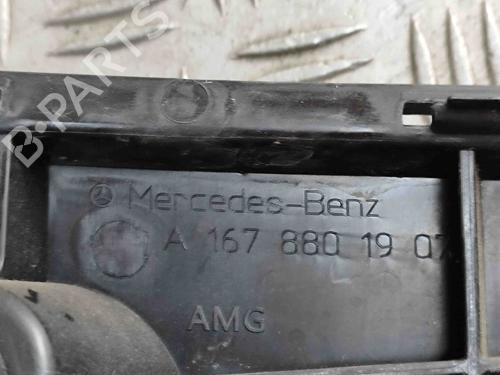 B-PARTS
Mercedes-Benz
A 167 880 19 07
AMG